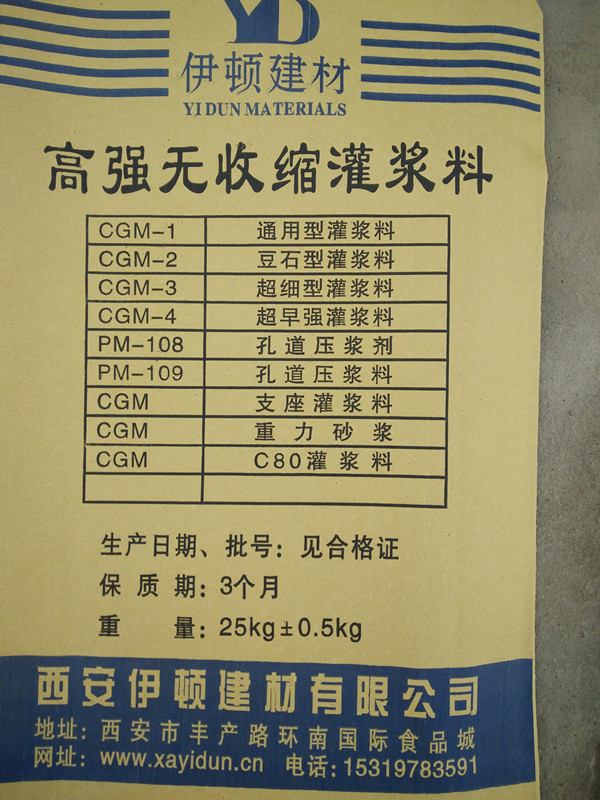 YD
伊顿建材
YIDUN MATERIALS
高强无收缩灌浆料
CGM-1 通用型灌浆料
CGM-2 豆石型灌浆料
CGM-3 超细型灌浆料
CGM-4 超早强灌浆料
PM-108 孔道压浆剂
PM-109 孔道压浆料
CGM 支座灌浆料
CGM 重力砂浆
CGM C80灌浆料
生产日期、批号：见合格证
保质期：3个月
重量：25kg±0.5kg
西安伊顿建材有限公司
地址：西安市丰产路环南国际食品城
网址：www.xayidun.cn 电话：15319783591